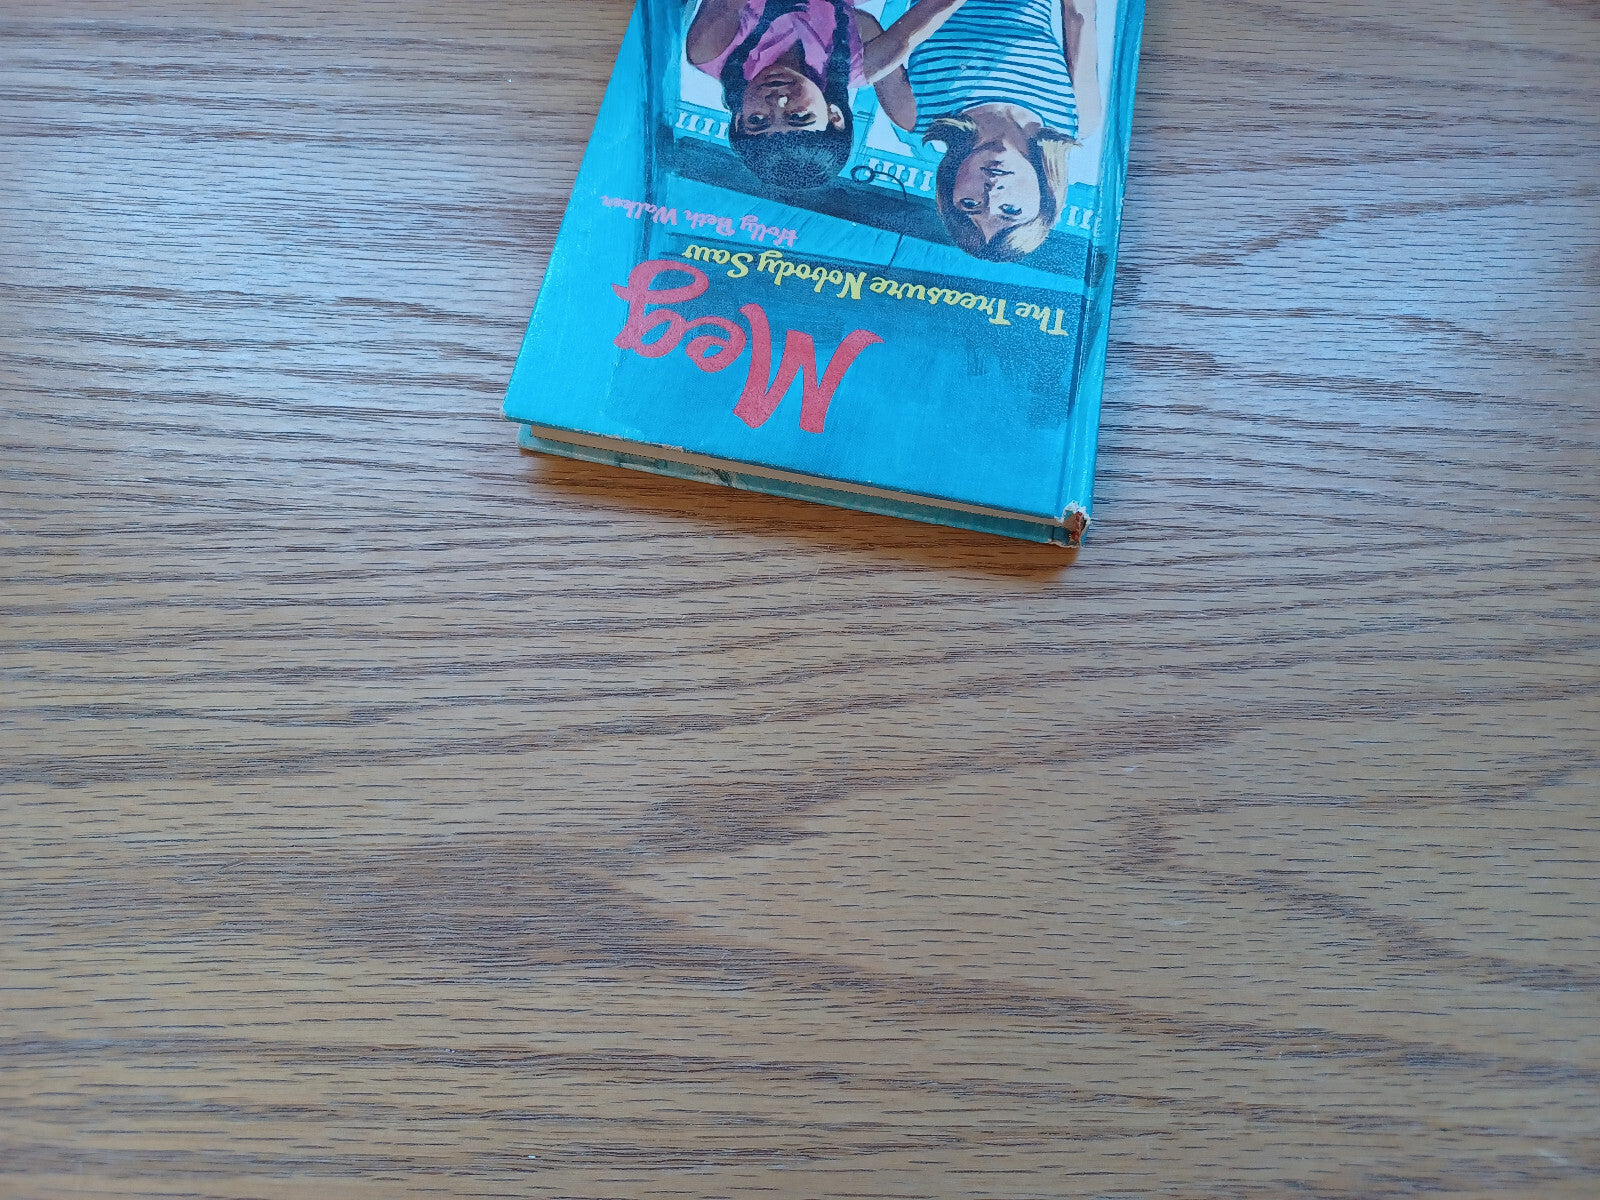 Meg
The Treasure Nobody Saw
Holly Beth Walker